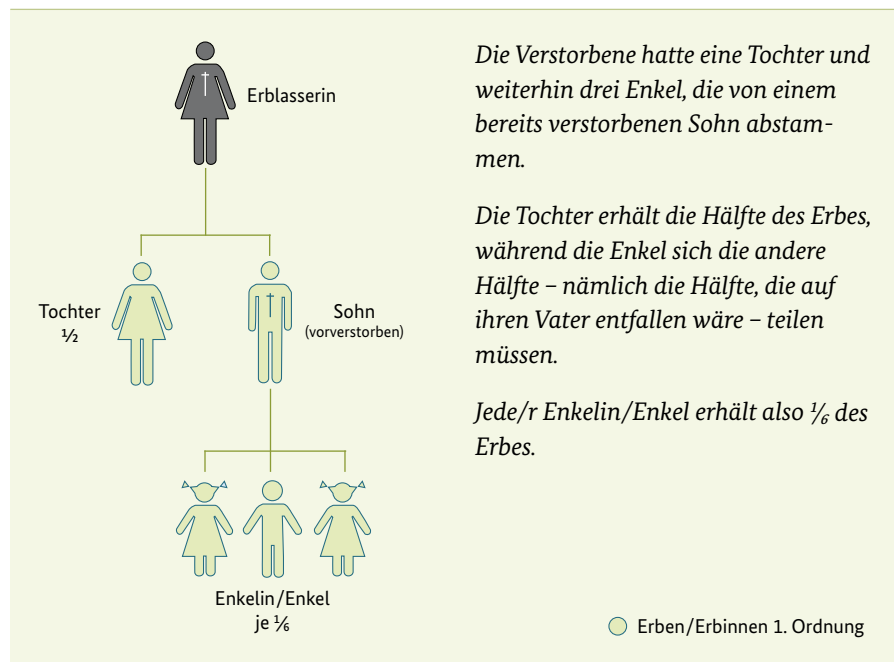 Erblasserin
Tochter
½
Sohn
(vorverstorben)
Enkelin/Enkel
je ⅙
Die Verstorbene hatte eine Tochter und
weiterhin drei Enkel, die von einem
bereits verstorbenen Sohn abstam-
men.
Die Tochter erhält die Hälfte des Erbes,
während die Enkel sich die andere
Hälfte – nämlich die Hälfte, die auf
ihren Vater entfallen wäre – teilen
müssen.
Jede/r Enkelin/Enkel erhält also ⅙ des
Erbes.
Erben/Erbinnen 1. Ordnung